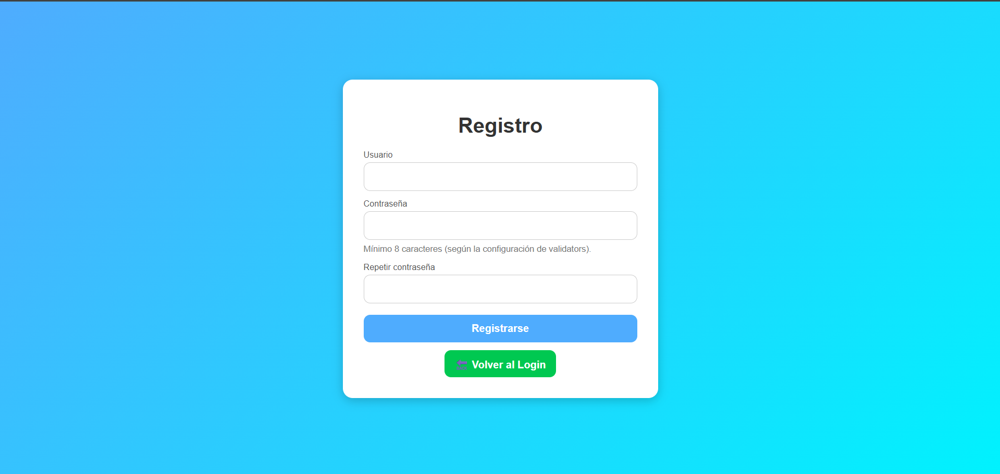 Registro
Usuario
Contraseña
Mínimo 8 caracteres (según la configuración de validators).
Repetir contraseña
Registrarse
🔙 Volver al Login